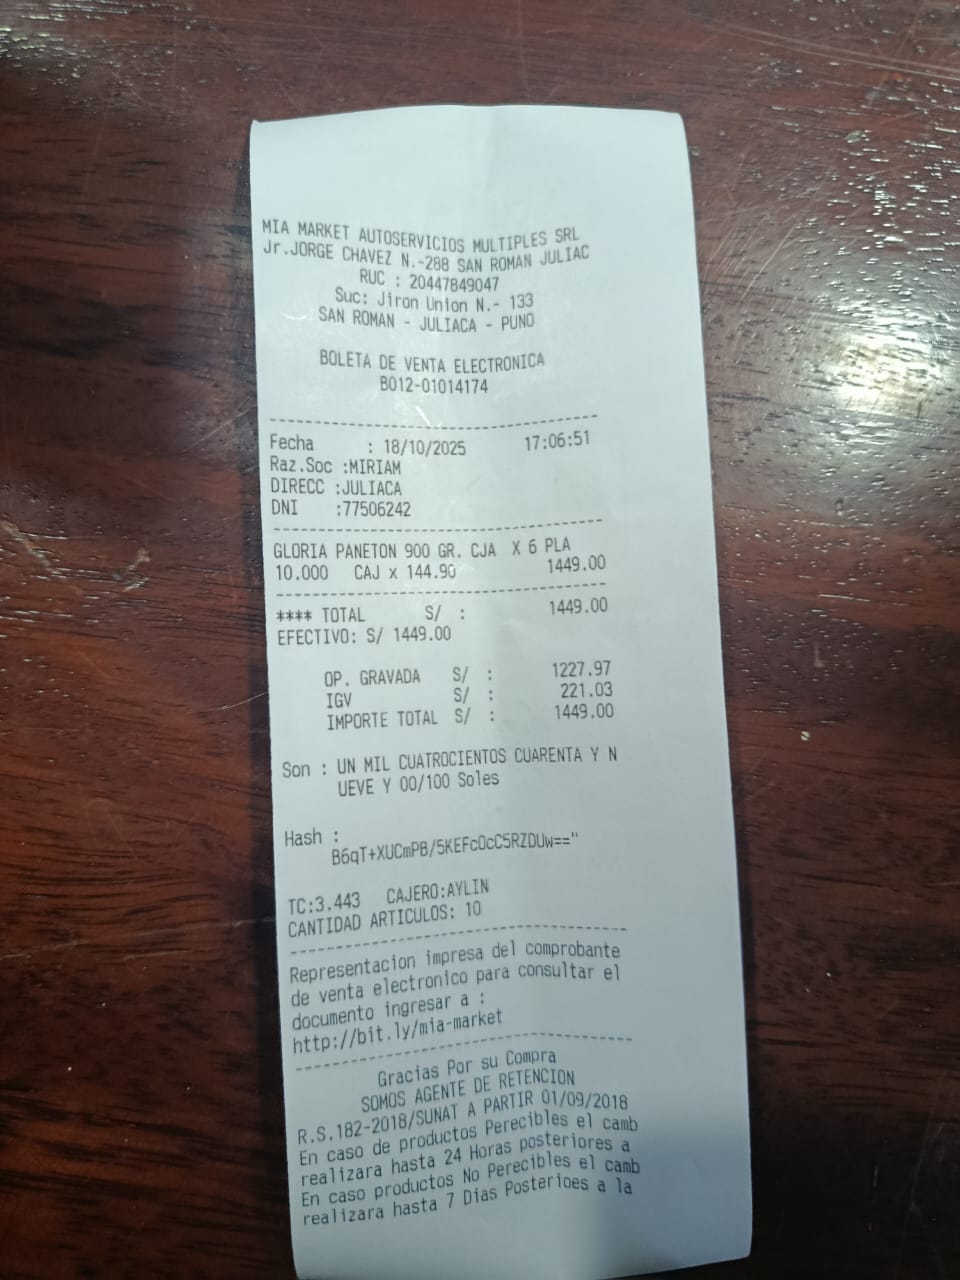 MIA MARKET AUTOSERVICIOS MULTIPLES SRL
Jr.JORGE CHAVEZ N.-288 SAN ROMAN JULIAC
RUC : 20447849047
Suc: Jiron Union N.- 133
SAN ROMAN - JULIACA - PUNO
BOLETA DE VENTA ELECTRONICA
B012-01014174
Fecha : 18/10/2025 17:06:51
Raz.Soc :MIRIAM
DIRECC :JULIACA
DNI :77506242
GLORIA PANETON 900 GR. CJA X 6 PLA
10.000 CAJ x 144.90 1449.00
**** TOTAL S/ : 1449.00
EFECTIVO: S/ 1449.00
OP. GRAVADA S/ : 1227.97
IGV S/ : 221.03
IMPORTE TOTAL S/ : 1449.00
Son : UN MIL CUATROCIENTOS CUARENTA Y N
UEVE Y 00/100 Soles
Hash :
B6qT+XUCmPB/5KEFcOcC5RZDUw=="
TC:3.443 CAJERO:AYLIN
CANTIDAD ARTICULOS: 10
Representacion impresa del comprobante
de venta electronico para consultar el
documento ingresar a :
http://bit.ly/mia-market
Gracias Por su Compra
SOMOS AGENTE DE RETENCION
R.S.182-2018/SUNAT A PARTIR 01/09/2018
En caso de productos Perecibles el camb
realizara hasta 24 Horas posteriores a
En caso productos No Perecibles el camb
realizara hasta 7 Dias Posterioes a la